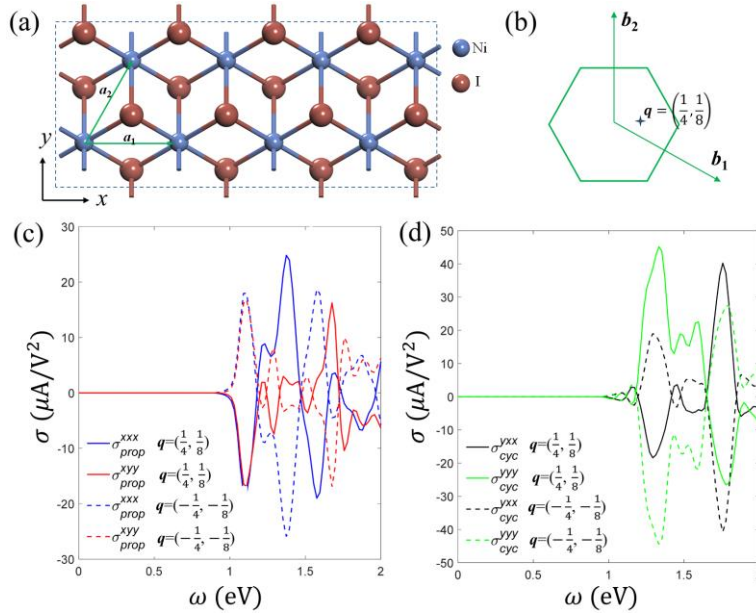 (a)
Ni
I
a₂
a₁
y
x
(b)
b₂
q = (1/4, 1/8)
b₁
(c)
30
20
10
0
-10
-20
-30
σ (μA/V²)
σ^xxx_prop q=(1/4, 1/8)
σ^xyy_prop q=(1/4, 1/8)
σ^xxx_prop q=(-1/4, -1/8)
σ^xyy_prop q=(-1/4, -1/8)
0 0.5 1 1.5 2
ω (eV)
(d)
50
40
30
20
10
0
-10
-20
-30
-40
-50
σ (μA/V²)
σ^yxx_cyc q=(1/4, 1/8)
σ^yyy_cyc q=(1/4, 1/8)
σ^yxx_cyc q=(-1/4, -1/8)
σ^yyy_cyc q=(-1/4, -1/8)
0 0.5 1 1.5 2
ω (eV)